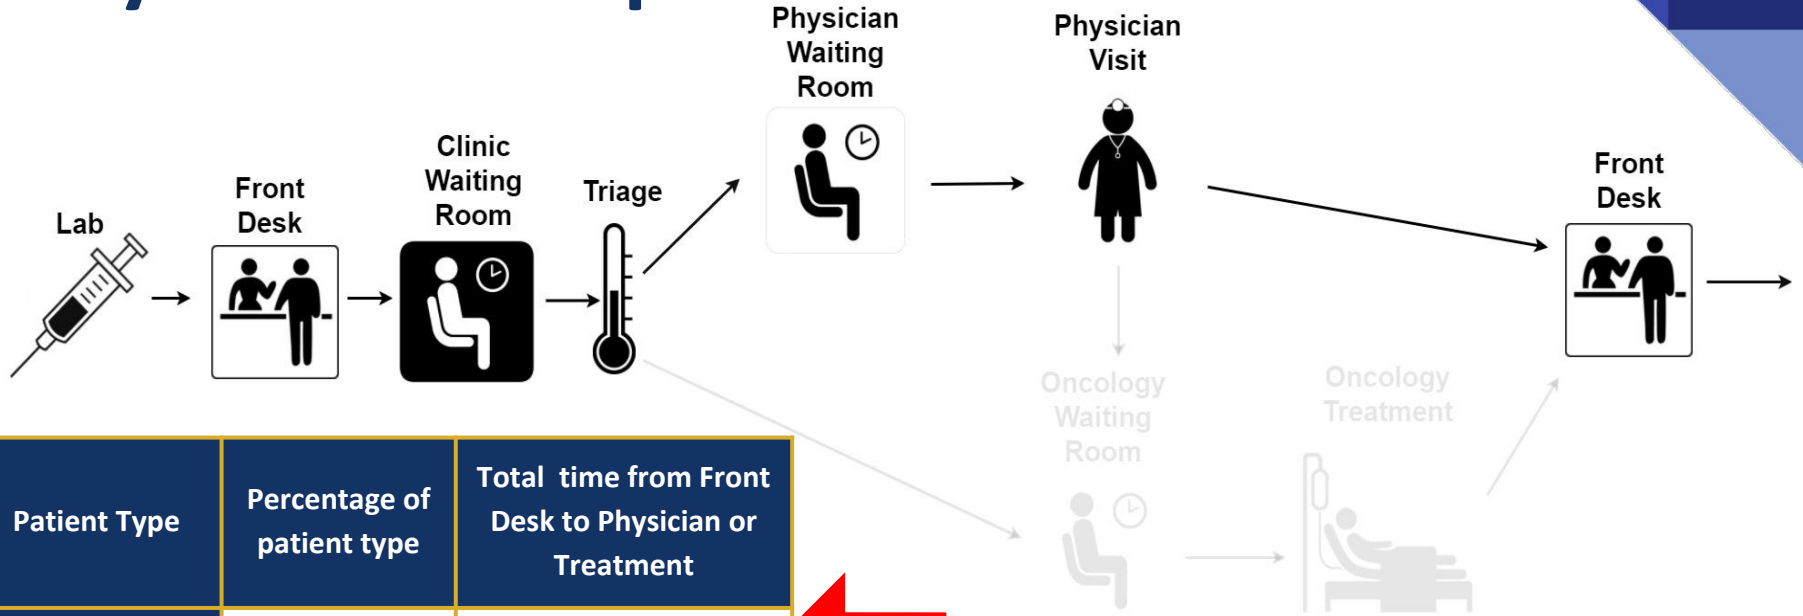 Physician
Waiting
Room
Physician
Visit
Clinic
Waiting
Room
Front
Desk
Triage
Lab
Front
Desk
Oncology
Waiting
Room
Oncology
Treatment
Patient Type
Percentage of
patient type
Total time from Front
Desk to Physician or
Treatment